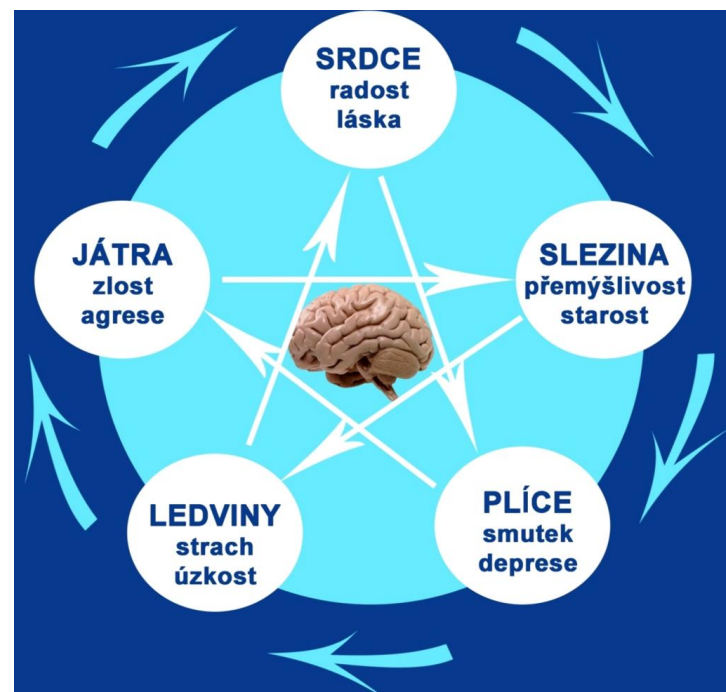 SRDCE
radost
láska
JÁTRA
zlost
agrese
SLEZINA
přemýšlivost
starost
LEDVINY
strach
úzkost
PLÍCE
smutek
deprese